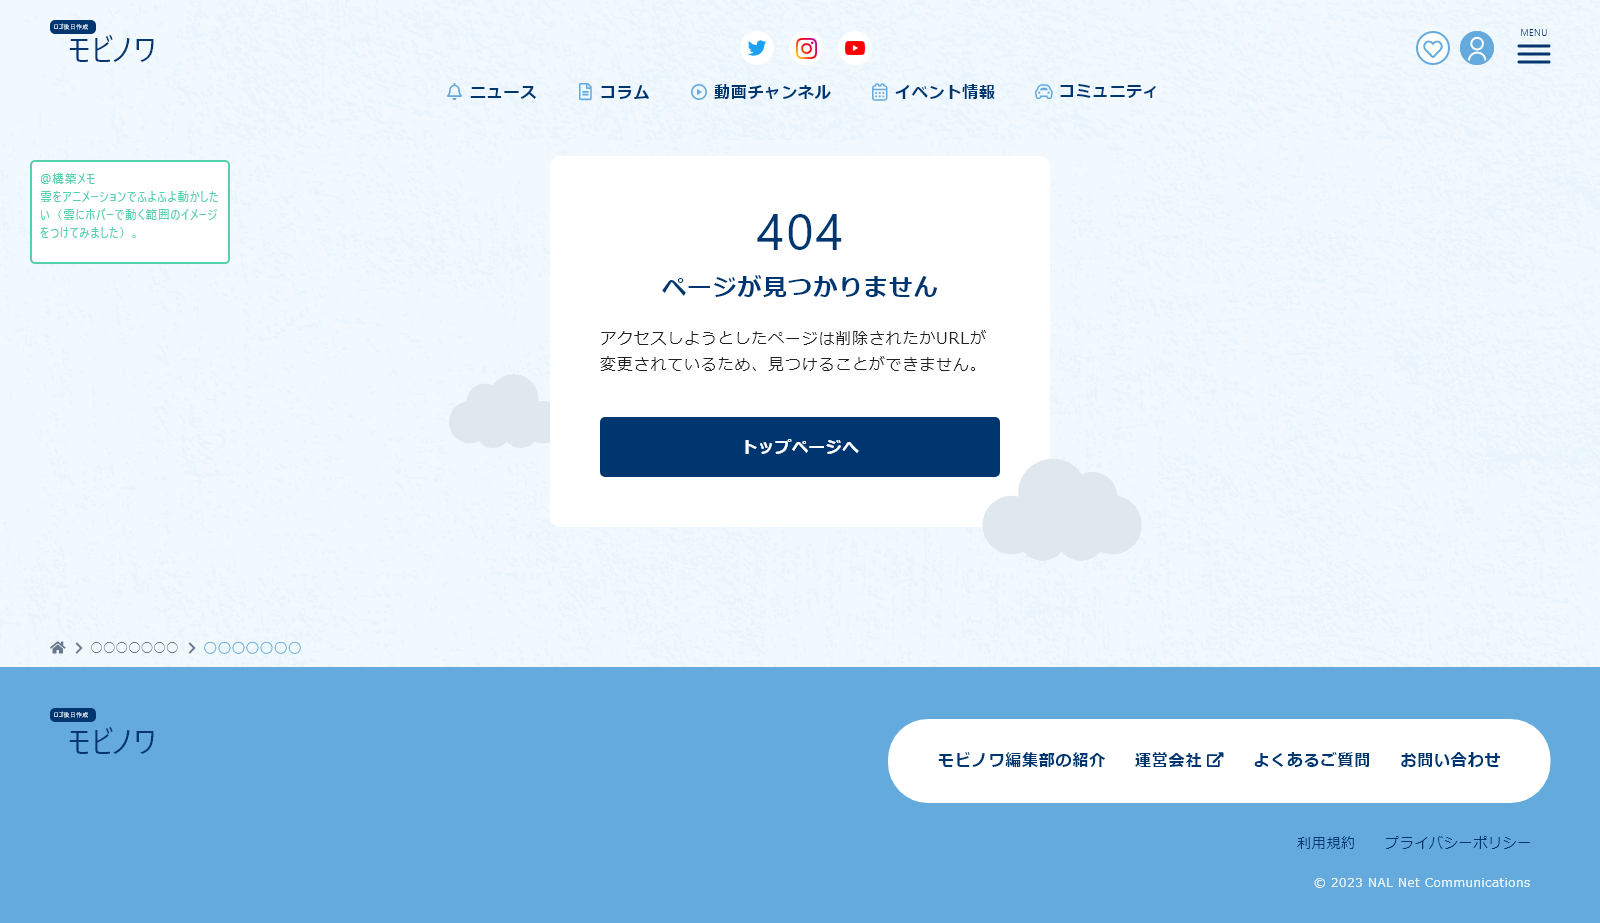 ロゴ後日作成
モビノワ
MENU
ニュース
コラム
動画チャンネル
イベント情報
コミュニティ
@構築メモ
雲をアニメーションでふよふよ動かした
い（雲にホバーで動く範囲のイメージ
をつけてみました）。
404
ページが見つかりません
アクセスしようとしたページは削除されたかURLが
変更されているため、見つけることができません。
トップページへ
〇〇〇〇〇〇〇
〇〇〇〇〇〇〇
ロゴ後日作成
モビノワ
モビノワ編集部の紹介
運営会社
よくあるご質問
お問い合わせ
利用規約
プライバシーポリシー
© 2023 NAL Net Communications